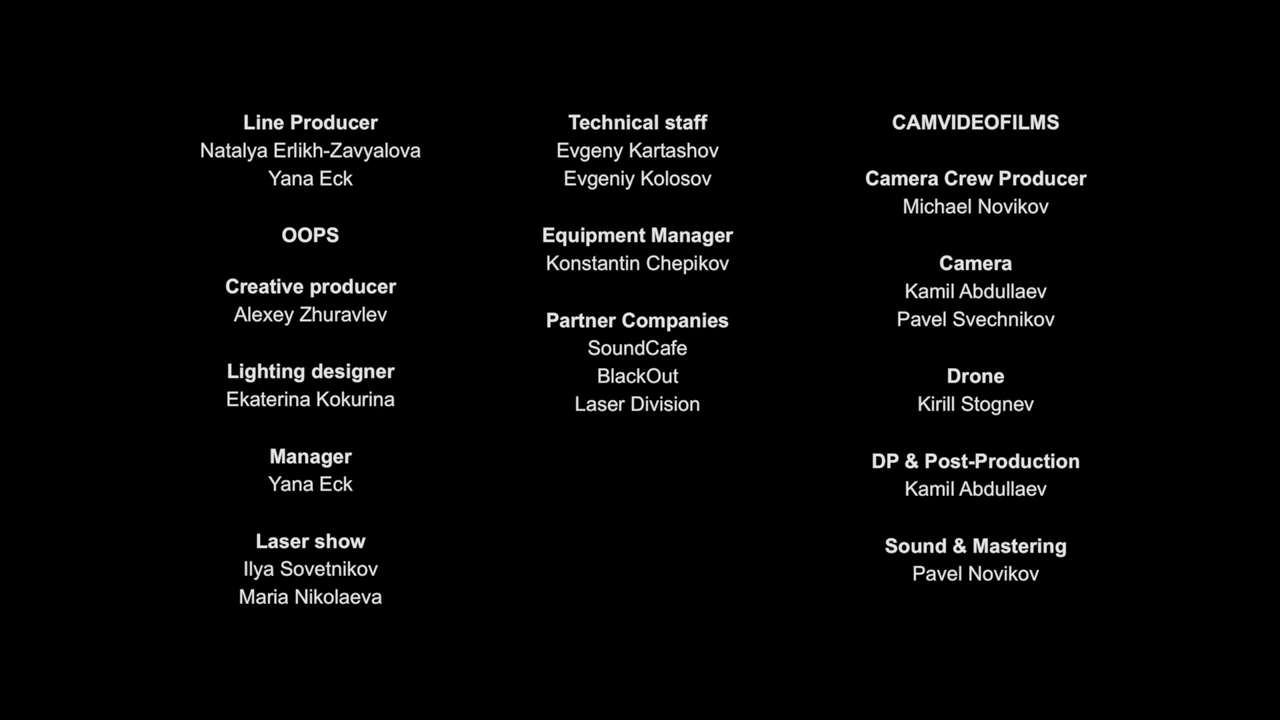 Line Producer
Natalya Erlikh-Zavyalova
Yana Eck
OOPS
Creative producer
Alexey Zhuravlev
Lighting designer
Ekaterina Kokurina
Manager
Yana Eck
Laser show
Ilya Sovetnikov
Maria Nikolaeva
Technical staff
Evgeny Kartashov
Evgeniy Kolosov
Equipment Manager
Konstantin Chepikov
Partner Companies
SoundCafe
BlackOut
Laser Division
CAMVIDEOFILMS
Camera Crew Producer
Michael Novikov
Camera
Kamil Abdullaev
Pavel Svechnikov
Drone
Kirill Stognev
DP & Post-Production
Kamil Abdullaev
Sound & Mastering
Pavel Novikov